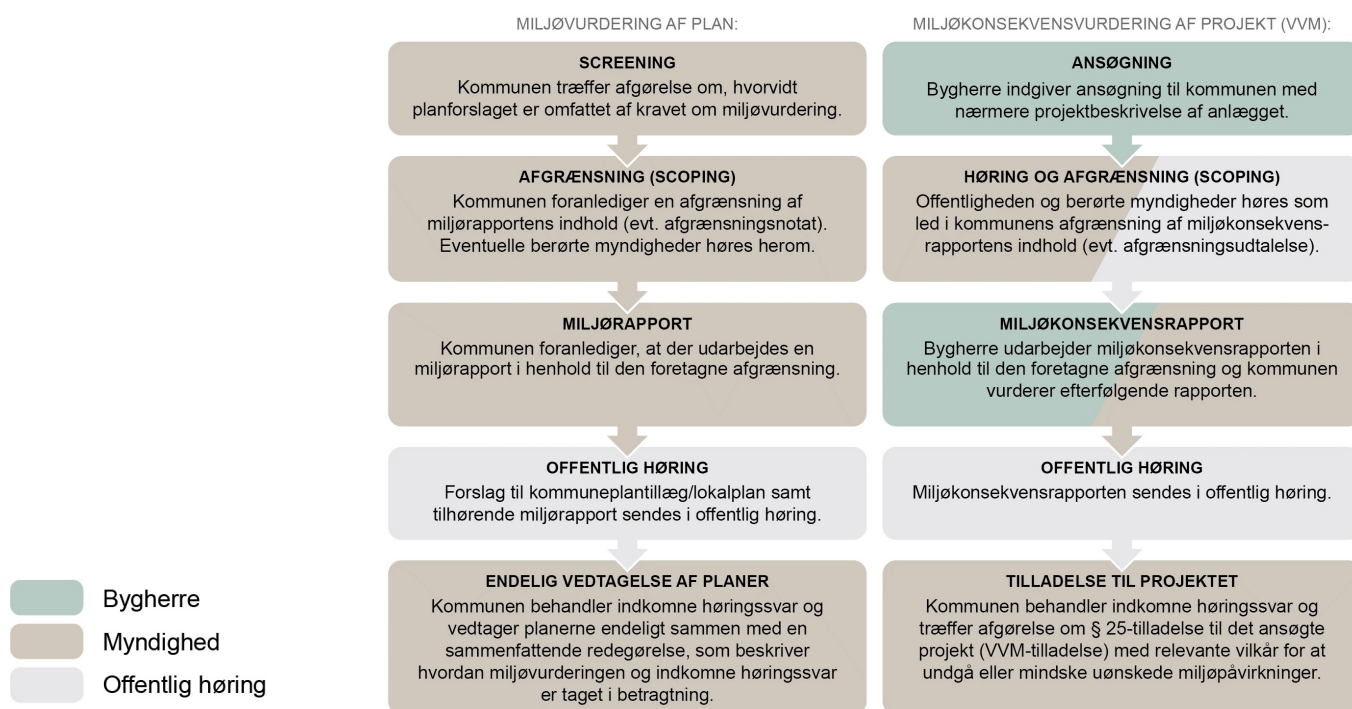 MILJØVURDERING AF PLAN:
SCREENING
Kommunen træffer afgørelse om, hvorvidt
planforslaget er omfattet af kravet om miljøvurdering.
AFGRÆNSNING (SCOPING)
Kommunen foranlediger en afgrænsning af
miljørapportens indhold (evt. afgrænsningsnotat).
Eventuelle berørte myndigheder høres herom.
MILJØRAPPORT
Kommunen foranlediger, at der udarbejdes en
miljørapport i henhold til den foretagne afgrænsning.
OFFENTLIG HØRING
Forslag til kommuneplantillæg/lokalplan samt
tilhørende miljørapport sendes i offentlig høring.
ENDELIG VEDTAGELSE AF PLANER
Kommunen behandler indkomne høringssvar og
vedtager planerne endeligt sammen med en
sammenfattende redegørelse, som beskriver
hvordan miljøvurderingen og indkomne høringssvar
er taget i betragtning.
MILJØKONSEKVENSVURDERING AF PROJEKT (VVM):
ANSØGNING
Bygherre indgiver ansøgning til kommunen med
nærmere projektbeskrivelse af anlægget.
HØRING OG AFGRÆNSNING (SCOPING)
Offentligheden og berørte myndigheder høres som
led i kommunens afgrænsning af miljøkonsekvens-
rapportens indhold (evt. afgrænsningsudtalelse).
MILJØKONSEKVENSRAPPORT
Bygherre udarbejder miljøkonsekvensrapporten i
henhold til den foretagne afgrænsning og kommunen
vurderer efterfølgende rapporten.
OFFENTLIG HØRING
Miljøkonsekvensrapporten sendes i offentlig høring.
TILLADELSE TIL PROJEKTET
Kommunen behandler indkomne høringssvar og
træffer afgørelse om § 25-tilladelse til det ansøgte
projekt (VVM-tilladelse) med relevante vilkår for at
undgå eller mindske uønskede miljøpåvirkninger.
Bygherre
Myndighed
Offentlig høring